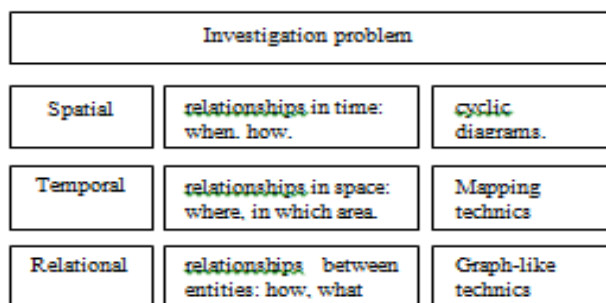 Investigation problem
Spatial
relationships in time:
when, how.
cyclic
diagrams.
Temporal
relationships in space:
where, in which area.
Mapping
technics
Relational
relationships between
entities: how, what
Graph-like
technics